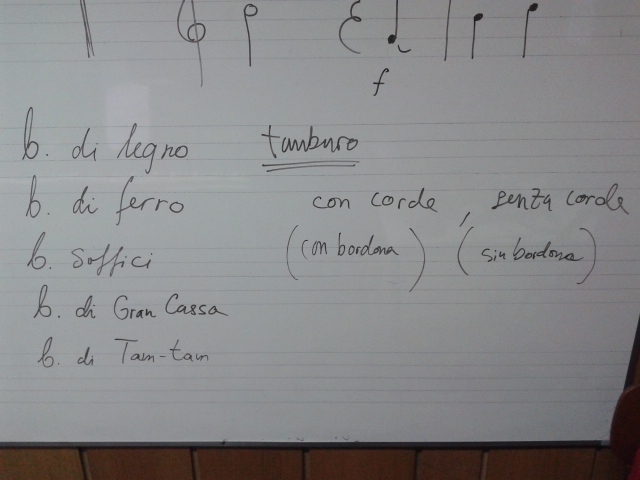 f
b. di legno tamburo
b. di ferro con corde, senza corde
b. Soffici (con bordona) (sin bordona)
b. di Gran Cassa
b. di Tam-tam